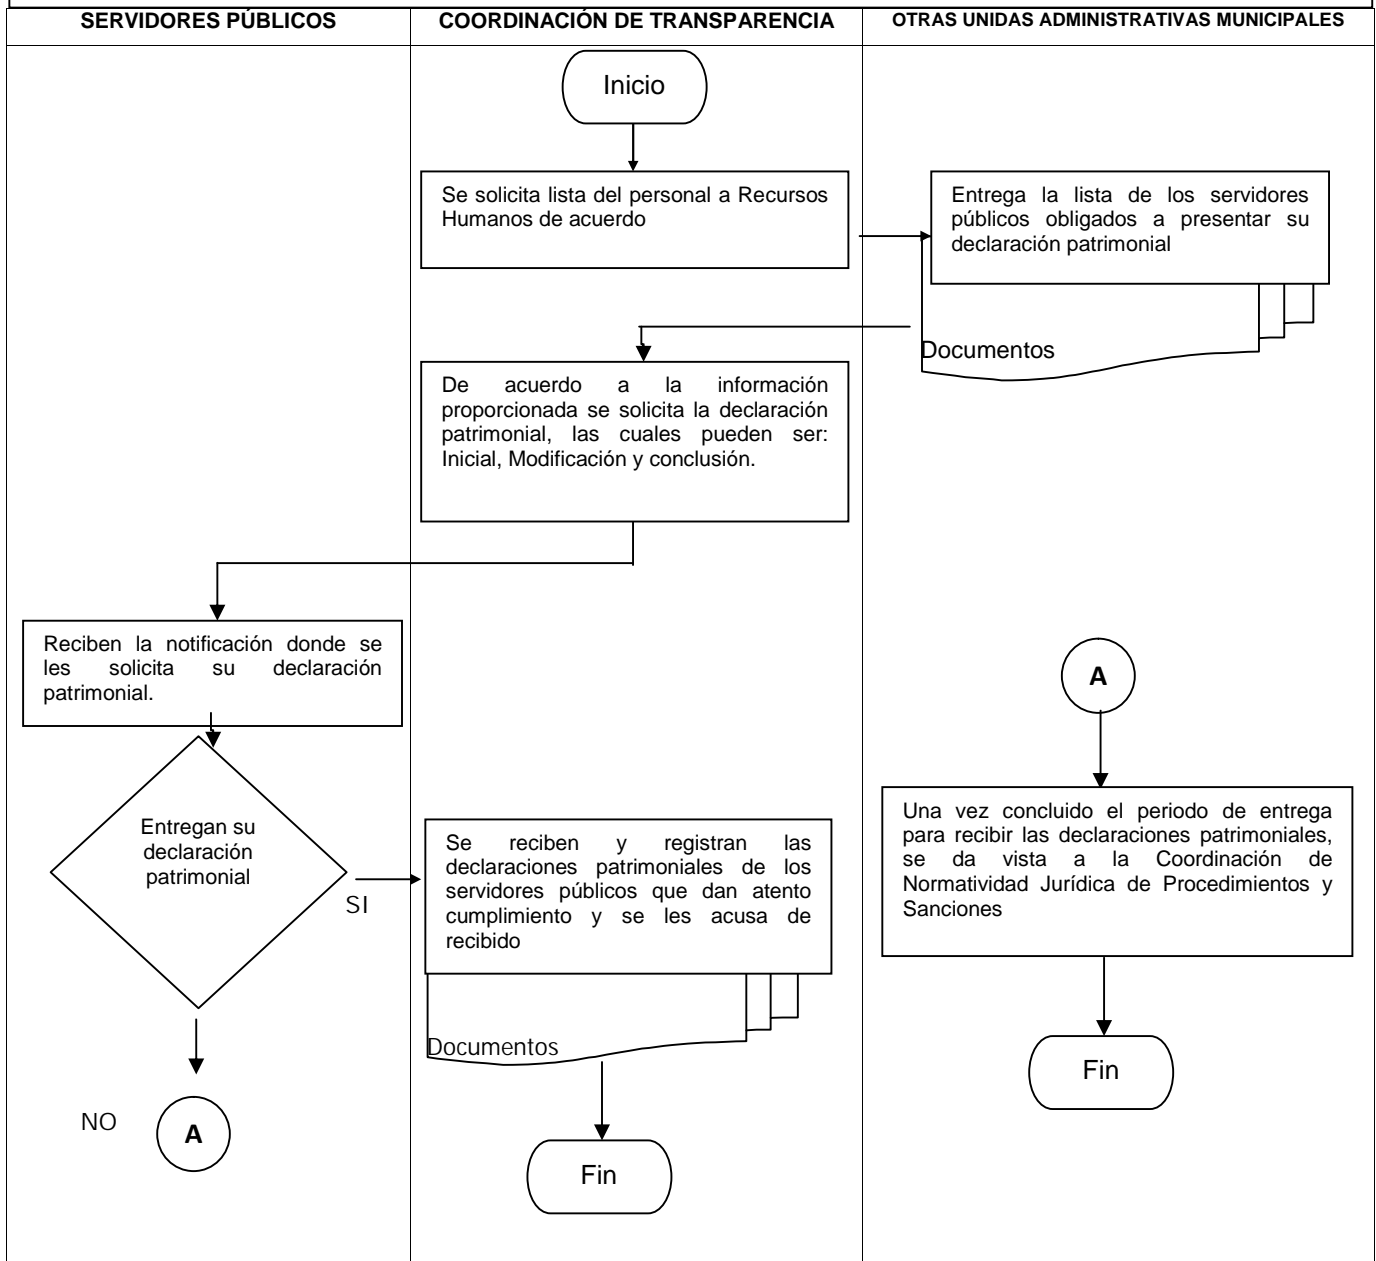 SERVIDORES PÚBLICOS
COORDINACIÓN DE TRANSPARENCIA
OTRAS UNIDAS ADMINISTRATIVAS MUNICIPALES
Inicio
Se solicita lista del personal a Recursos
Humanos de acuerdo
Entrega la lista de los servidores
públicos obligados a presentar su
declaración patrimonial
Documentos
De acuerdo a la información
proporcionada se solicita la declaración
patrimonial, las cuales pueden ser:
Inicial, Modificación y conclusión.
Reciben la notificación donde se
les solicita su declaración
patrimonial.
Entregan su
declaración
patrimonial
SI
NO
A
Se reciben y registran las
declaraciones patrimoniales de los
servidores públicos que dan atento
cumplimiento y se les acusa de
recibido
Documentos
Fin
A
Una vez concluido el periodo de entrega
para recibir las declaraciones patrimoniales,
se da vista a la Coordinación de
Normatividad Jurídica de Procedimientos y
Sanciones
Fin